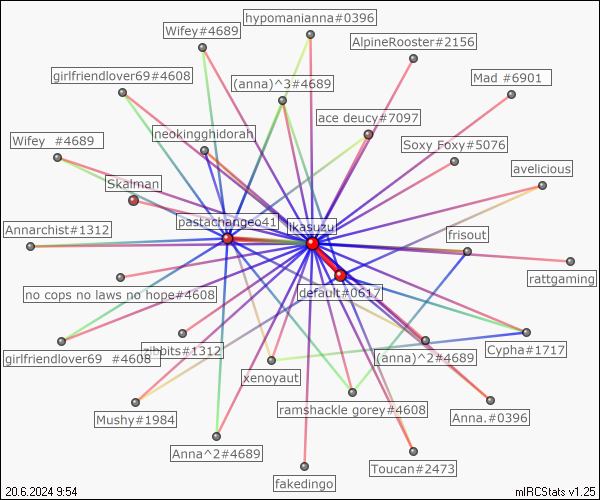 hypomanianna#0396
Wifey#4689
AlpineRooster#2156
girlfriendlover69#4608
(anna)^3#4689
Mad #6901
ace deucy#7097
neokingghidorah
Wifey  #4689
Soxy Foxy#5076
avelicious
Skalman
pastachangeo41
likasuzu
Annarchist#1312
frisout
rattgaming
no cops no laws no hope#4608
default#0617
girlfriendlover69  #4608
zibbits#1312
(anna)^2#4689
Cypha#1717
xenoyaut
ramshackle gorey#4608
Mushy#1984
Anna.#0396
Anna^2#4689
Toucan#2473
fakedingo
20.6.2024 9:54
mIRCStats v1.25